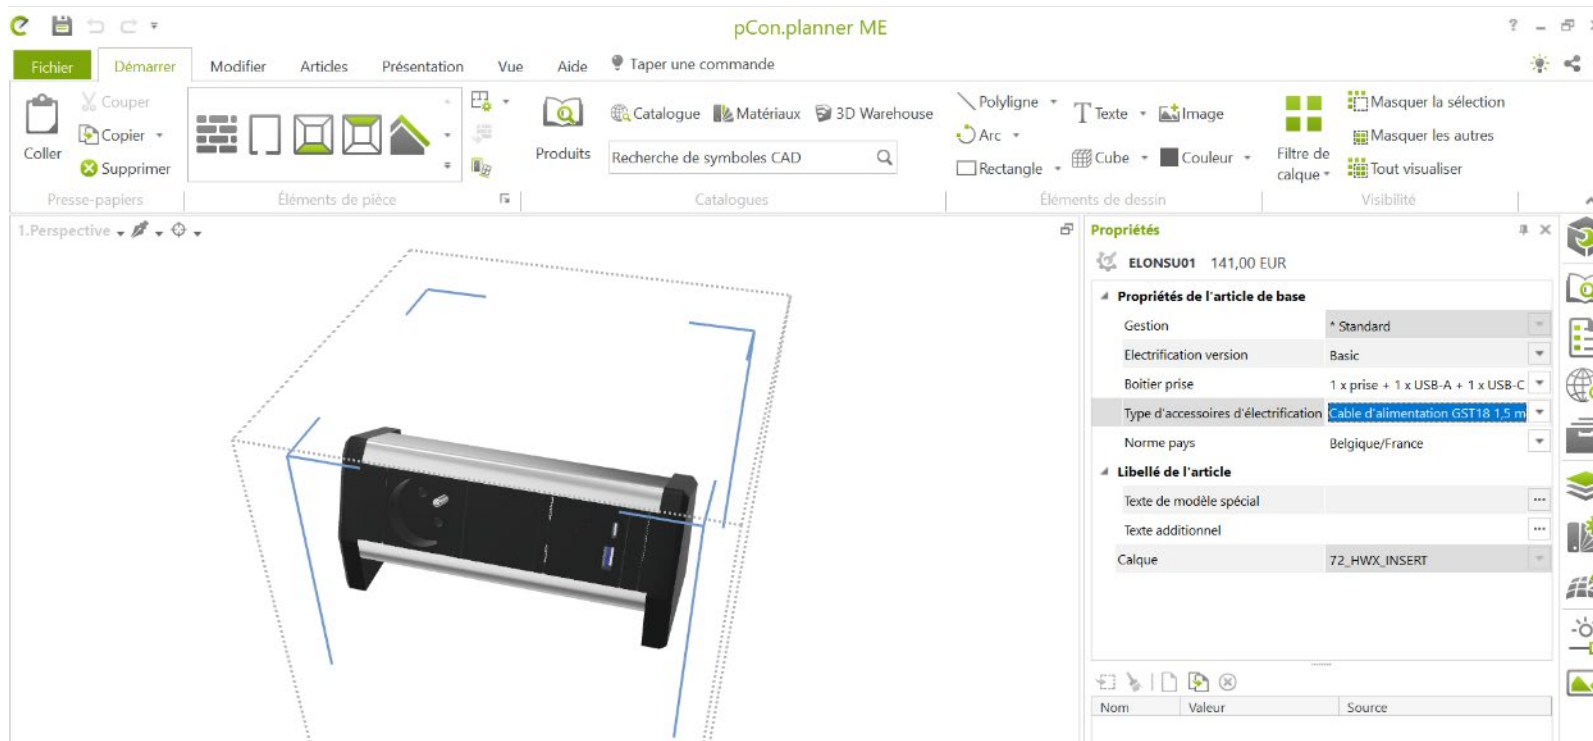 pCon.planner ME
?
Fichier
Démarrer
Modifier
Articles
Présentation
Vue
Aide
Taper une commande
Coller
Couper
Copier
Supprimer
Presse-papiers
Éléments de pièce
Produits
Catalogue
Matériaux
3D Warehouse
Recherche de symboles CAD
Catalogues
Polyligne
Arc
Rectangle
Texte
Image
Cube
Couleur
Éléments de dessin
Filtre de
calque
Masquer la sélection
Masquer les autres
Tout visualiser
Visibilité
1.Perspective
Propriétés
ELONSU01 141,00 EUR
Propriétés de l'article de base
Gestion * Standard
Electrification version Basic
Boitier prise 1 x prise + 1 x USB-A + 1 x USB-C
Type d'accessoires d'électrification Cable d'alimentation GST18 1,5 m
Norme pays Belgique/France
Libellé de l'article
Texte de modèle spécial ...
Texte additionnel ...
Calque 72_HWX_INSERT
Nom Valeur Source